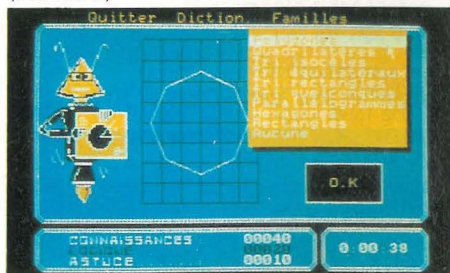 Quitter Diction Familles
Quadrilatères
Tri isocèles
Tri équilatéraux
Tri rectangles
Tri quelconques
Parallélogrammes
Hexagones
Rectangles
Aucune
O.K
CONNAISSANCES 00040
ASTUCE 00010
0:00:38